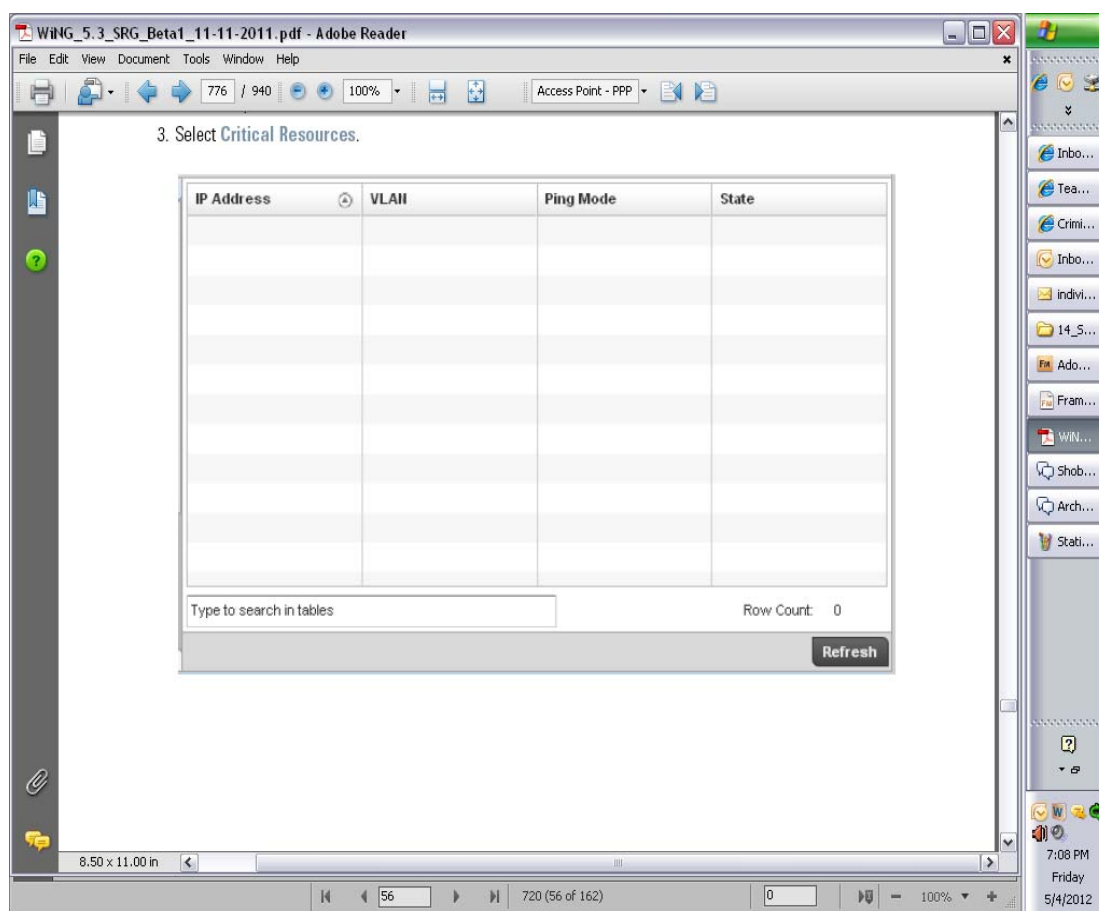 WiNG_5.3_SRG_Beta1_11-11-2011.pdf - Adobe Reader
File Edit View Document Tools Window Help
776 / 940 100% Access Point - PPP
3. Select Critical Resources.
IP Address VLAN Ping Mode State
Type to search in tables Row Count: 0
Refresh
8.50 x 11.00 in
56 720 (56 of 162) 0 100%
Inbo...
Tea...
Crimi...
Inbo...
indivi...
14_5...
Ado...
Fram...
WiN...
Shob...
Arch...
Stati...
7:08 PM
Friday
5/4/2012